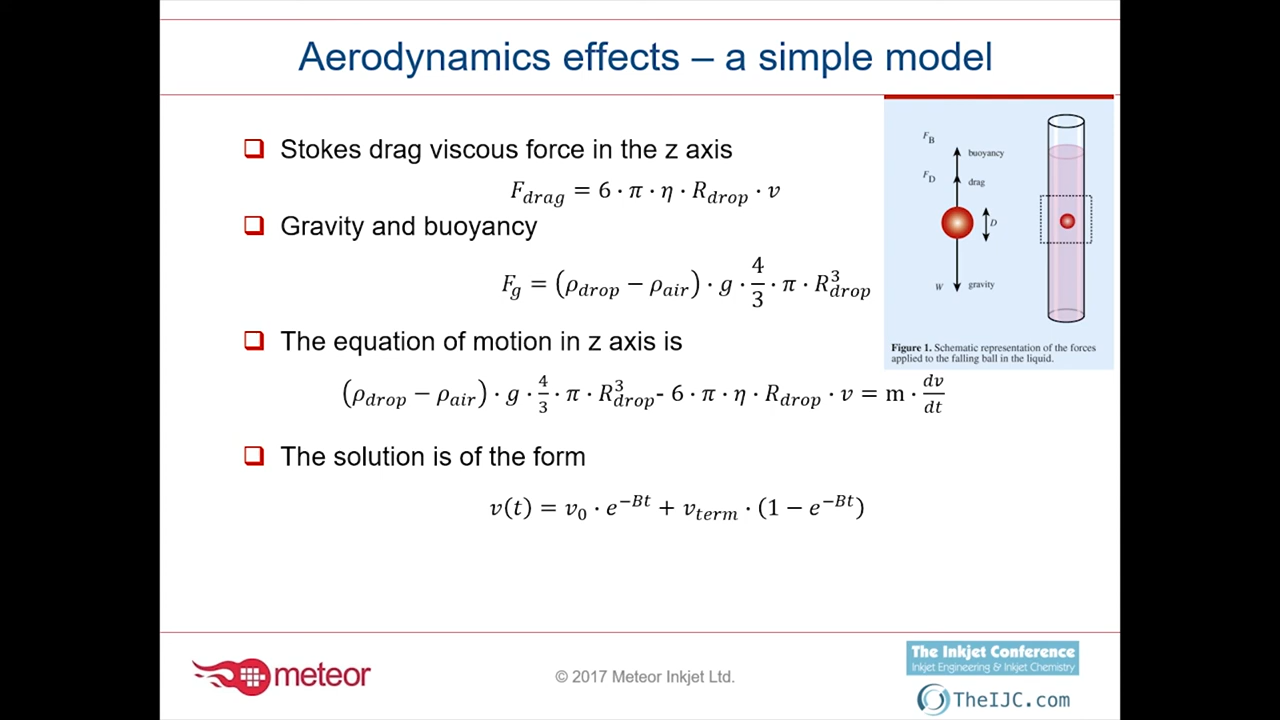 Aerodynamics effects – a simple model
❑ Stokes drag viscous force in the z axis
F_drag = 6 · π · η · R_drop · v
❑ Gravity and buoyancy
F_g = (ρ_drop − ρ_air) · g · 4/3 · π · R_drop^3
❑ The equation of motion in z axis is
(ρ_drop − ρ_air) · g · 4/3 · π · R_drop^3 - 6 · π · η · R_drop · v = m · dv/dt
❑ The solution is of the form
v(t) = v_0 · e^−Bt + v_term · (1 − e^−Bt)
F_B
buoyancy
F_D
drag
D
W
gravity
Figure 1. Schematic representation of the forces
applied to the falling ball in the liquid.
meteor
© 2017 Meteor Inkjet Ltd.
The Inkjet Conference
Inkjet Engineering & Inkjet Chemistry
TheIJC.com